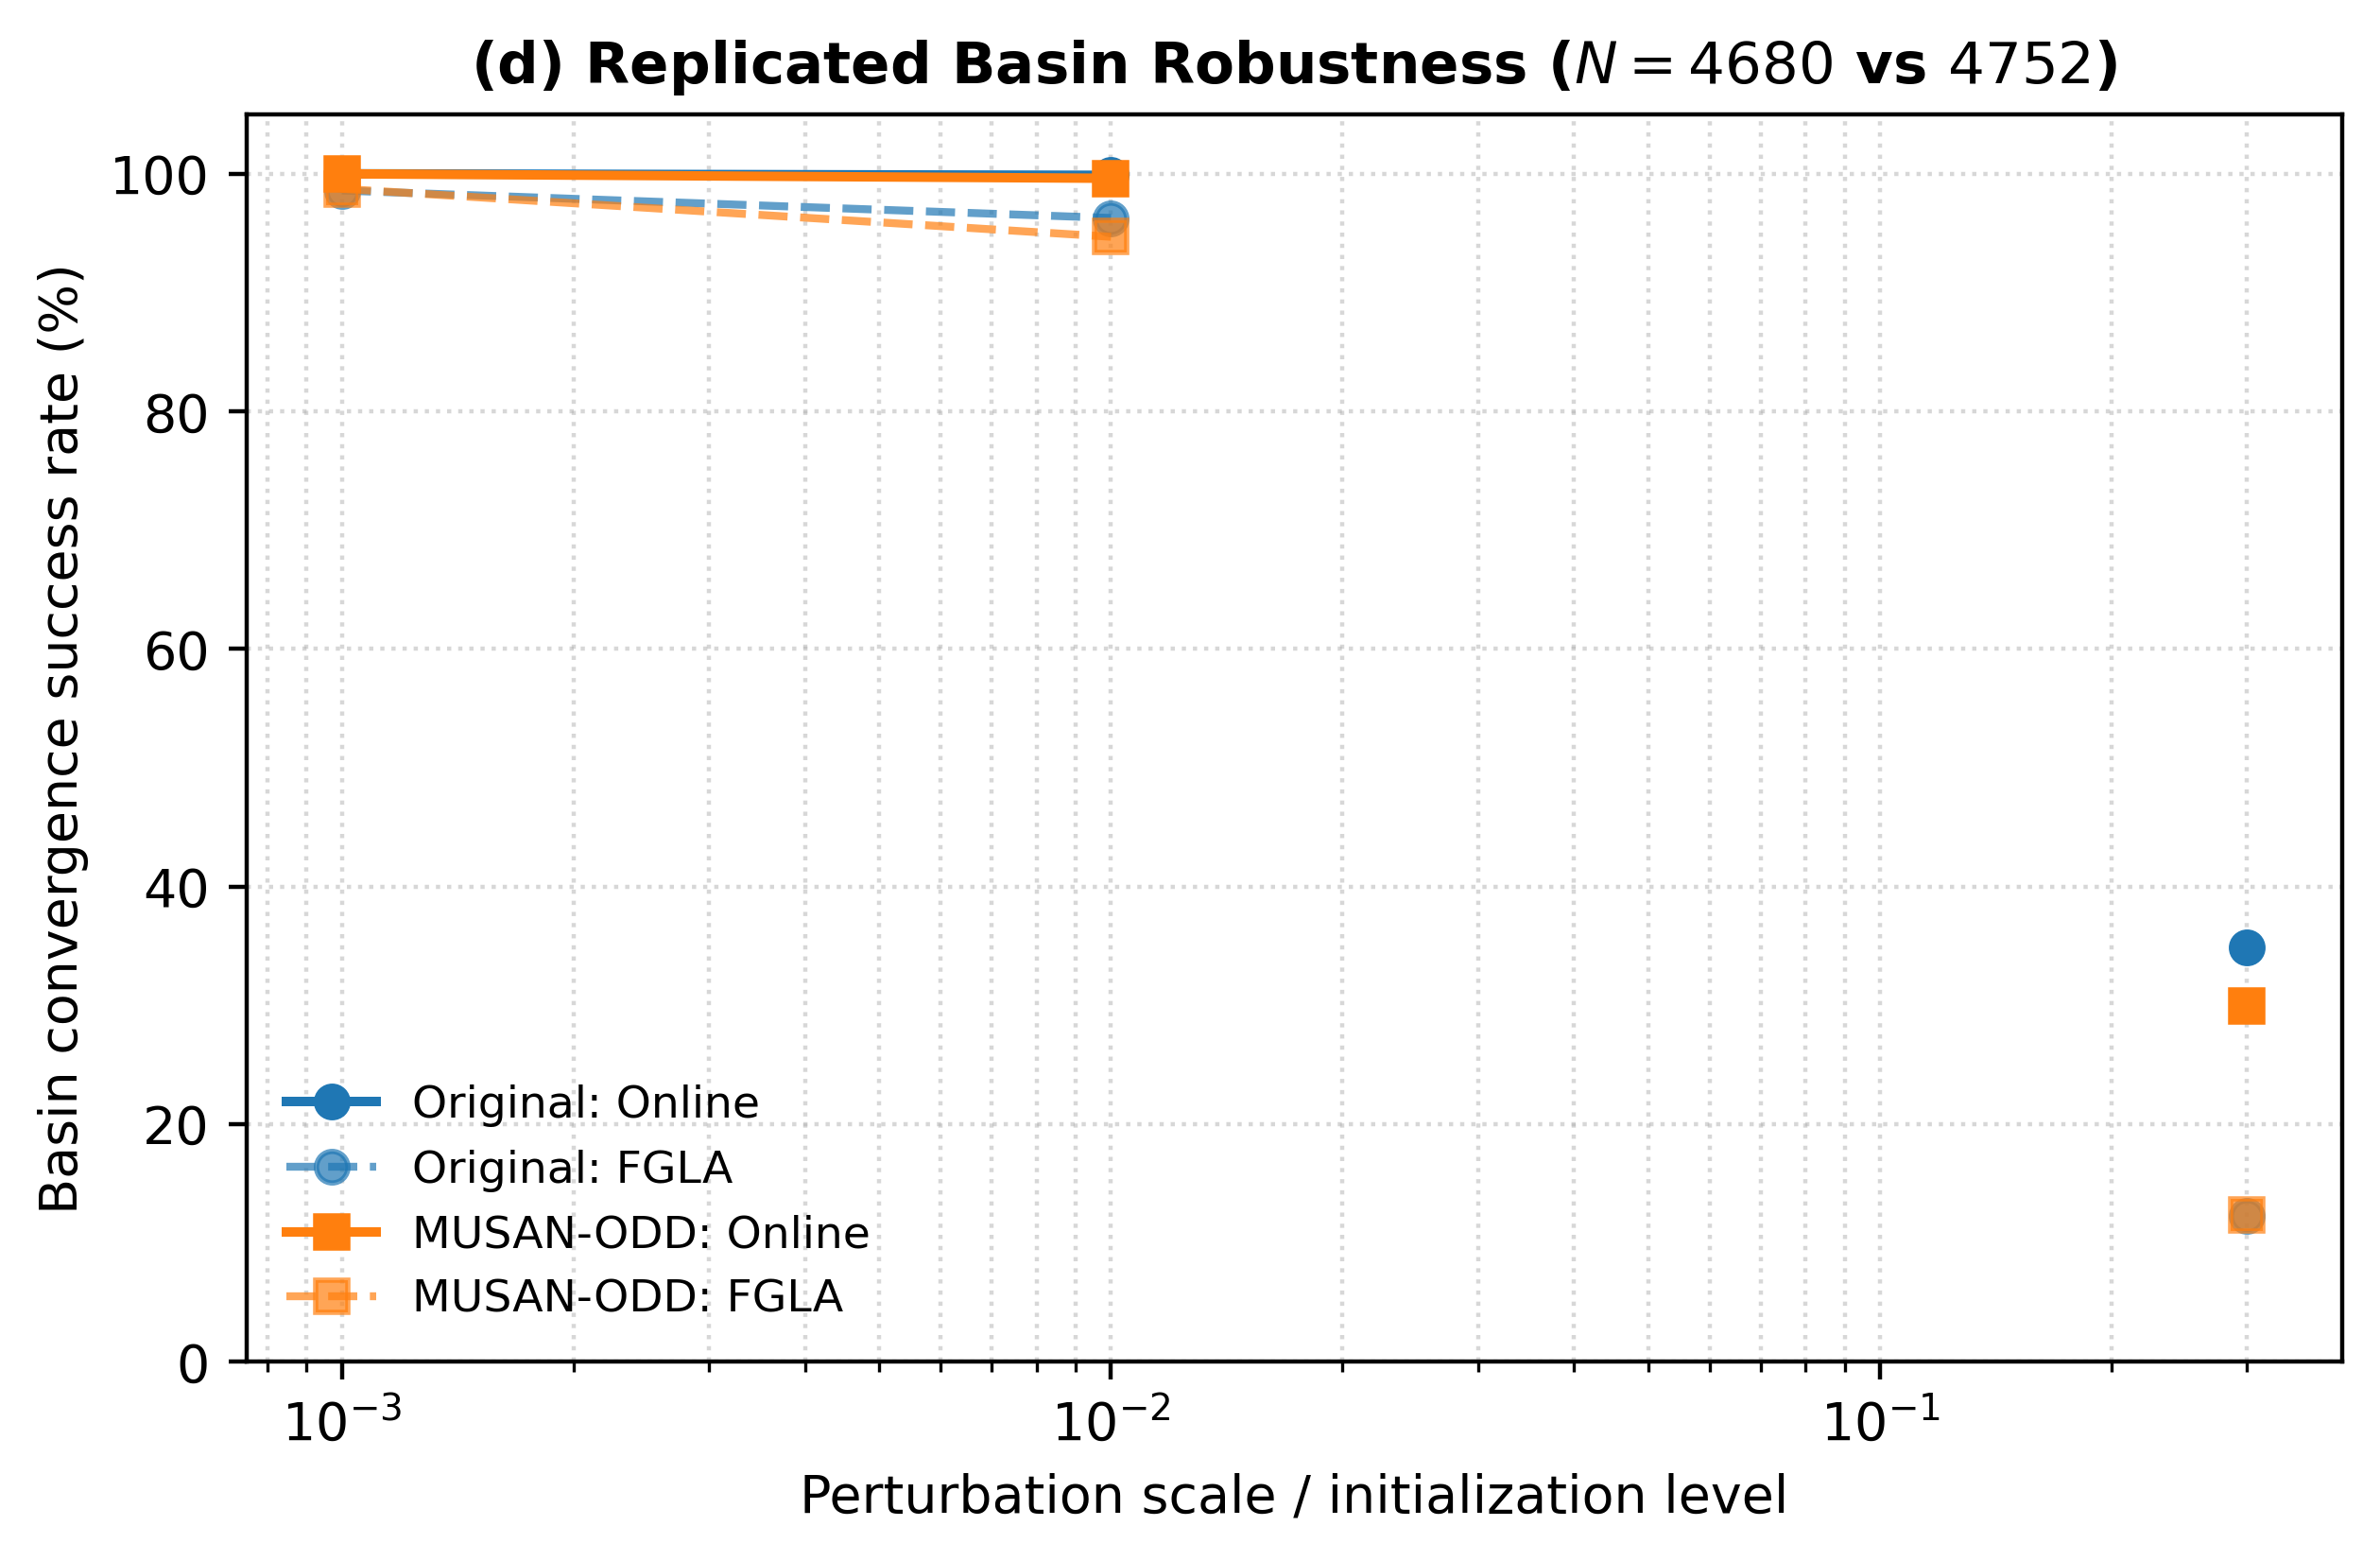 (d) Replicated Basin Robustness (N = 4680 vs 4752)
Basin convergence success rate (%)
100
80
60
40
20
0
Original: Online
Original: FGLA
MUSAN-ODD: Online
MUSAN-ODD: FGLA
10⁻³ 10⁻² 10⁻¹
Perturbation scale / initialization level